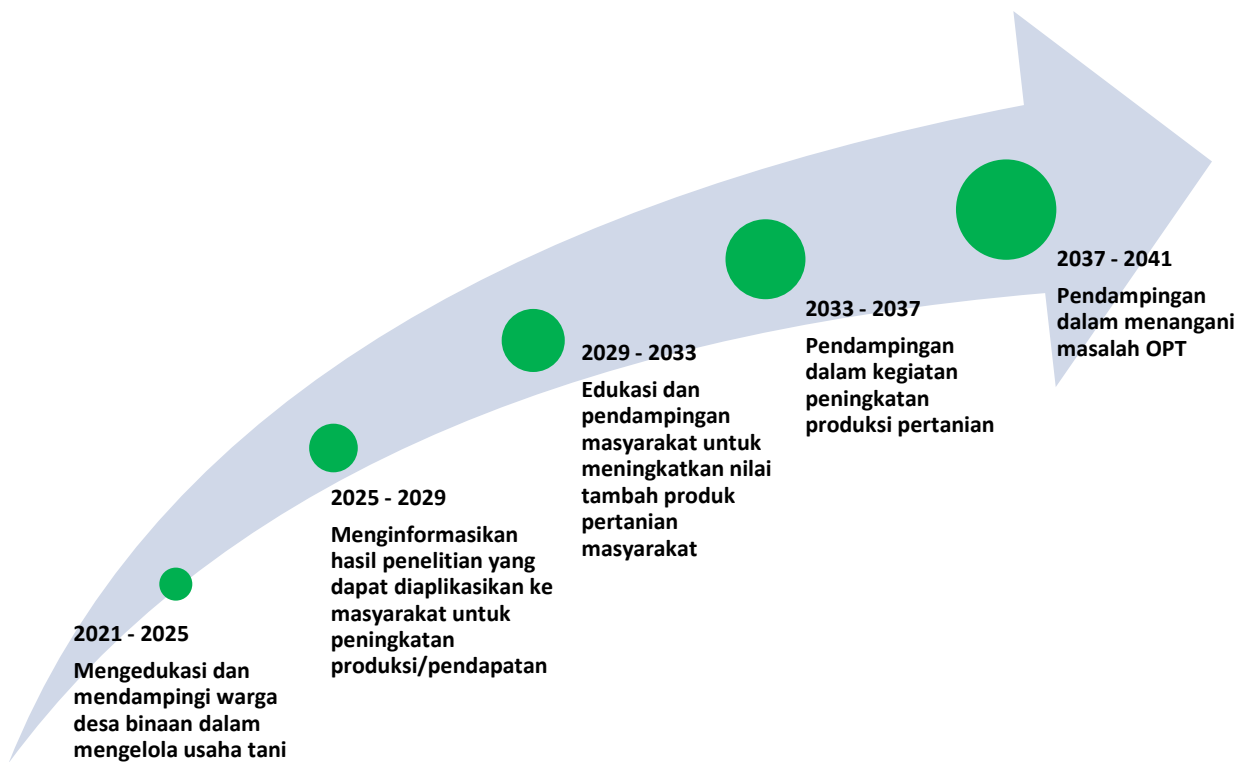 2021 - 2025
Mengedukasi dan
mendampingi warga
desa binaan dalam
mengelola usaha tani
2025 - 2029
Menginformasikan
hasil penelitian yang
dapat diaplikasikan ke
masyarakat untuk
peningkatan
produksi/pendapatan
2029 - 2033
Edukasi dan
pendampingan
masyarakat untuk
meningkatkan nilai
tambah produk
pertanian
masyarakat
2033 - 2037
Pendampingan
dalam kegiatan
peningkatan
produksi pertanian
2037 - 2041
Pendampingan
dalam menangani
masalah OPT